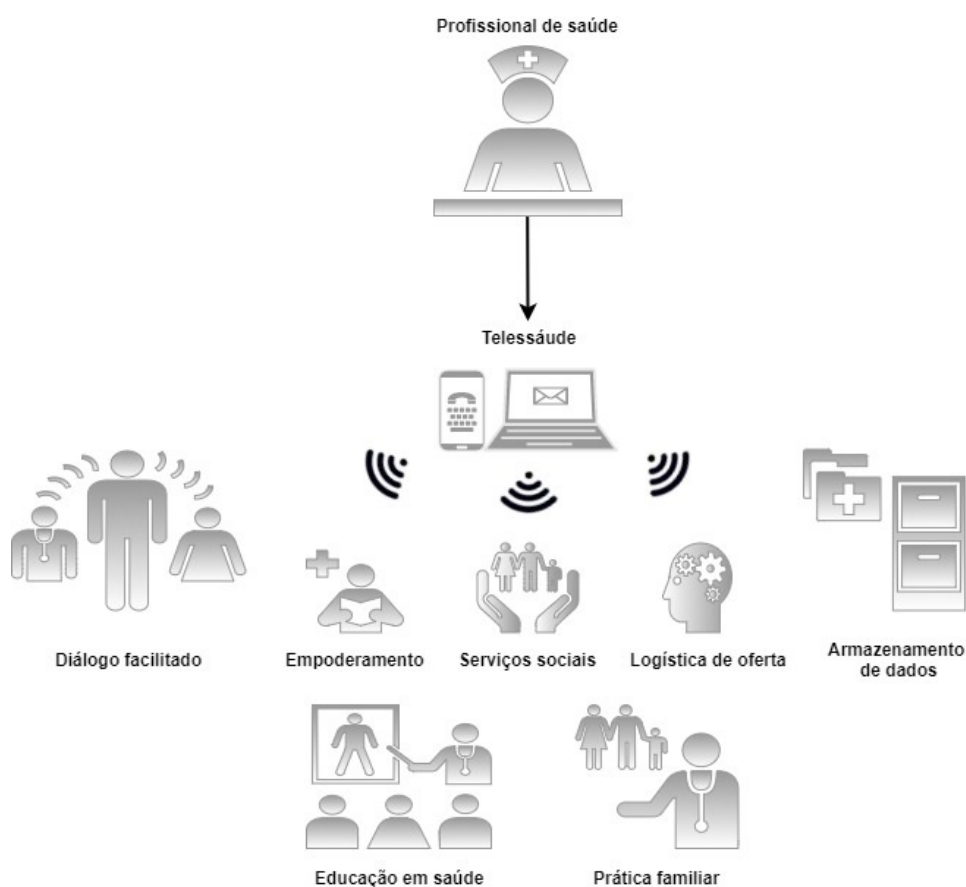 Profissional de saúde
Telessáude
Diálogo facilitado
Empoderamento
Serviços sociais
Logística de oferta
Armazenamento
de dados
Educação em saúde
Prática familiar